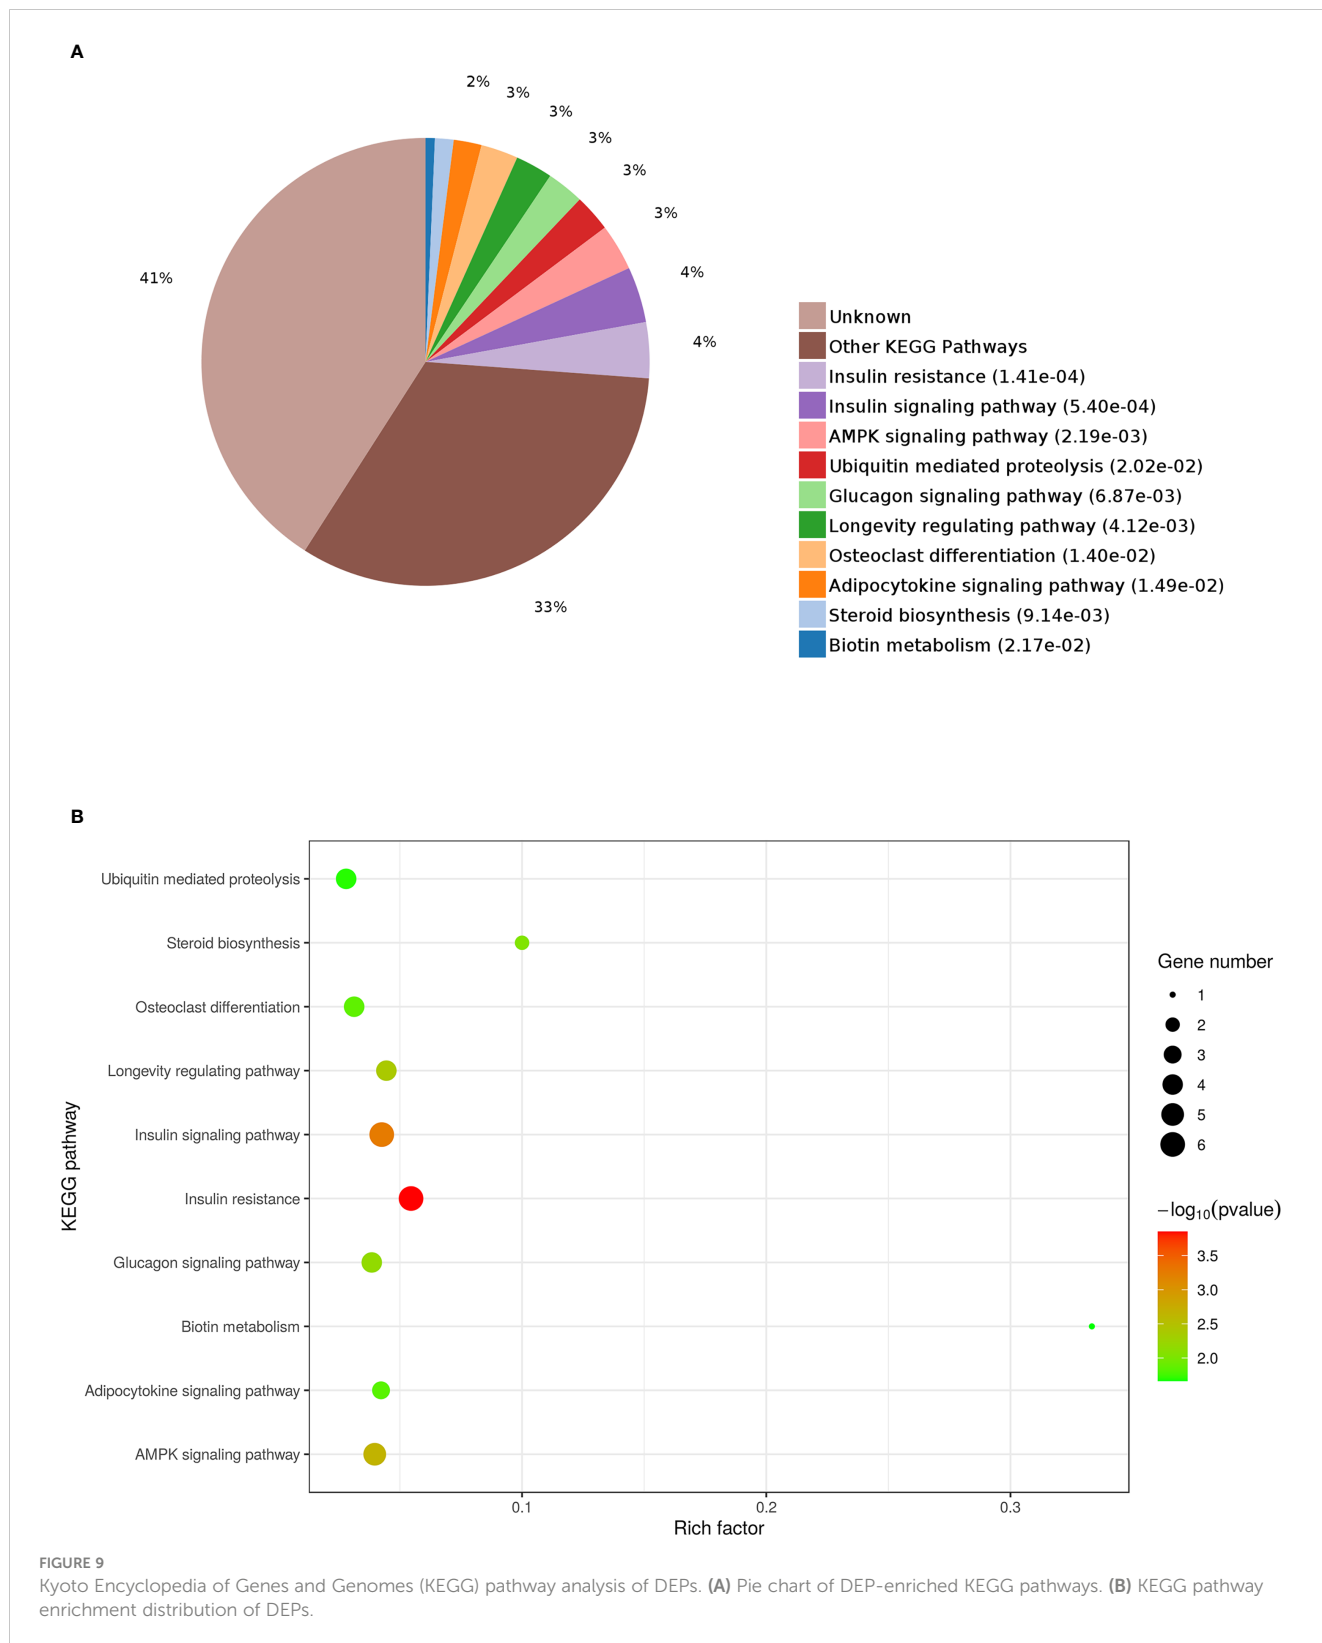 A
2%
3%
3%
3%
3%
3%
4%
4%
41%
33%
Unknown
Other KEGG Pathways
Insulin resistance (1.41e-04)
Insulin signaling pathway (5.40e-04)
AMPK signaling pathway (2.19e-03)
Ubiquitin mediated proteolysis (2.02e-02)
Glucagon signaling pathway (6.87e-03)
Longevity regulating pathway (4.12e-03)
Osteoclast differentiation (1.40e-02)
Adipocytokine signaling pathway (1.49e-02)
Steroid biosynthesis (9.14e-03)
Biotin metabolism (2.17e-02)
B
KEGG pathway
Ubiquitin mediated proteolysis
Steroid biosynthesis
Osteoclast differentiation
Longevity regulating pathway
Insulin signaling pathway
Insulin resistance
Glucagon signaling pathway
Biotin metabolism
Adipocytokine signaling pathway
AMPK signaling pathway
0.1 0.2 0.3
Rich factor
Gene number
1
2
3
4
5
6
−log₁₀(pvalue)
3.5
3.0
2.5
2.0
FIGURE 9
Kyoto Encyclopedia of Genes and Genomes (KEGG) pathway analysis of DEPs. (A) Pie chart of DEP-enriched KEGG pathways. (B) KEGG pathway
enrichment distribution of DEPs.